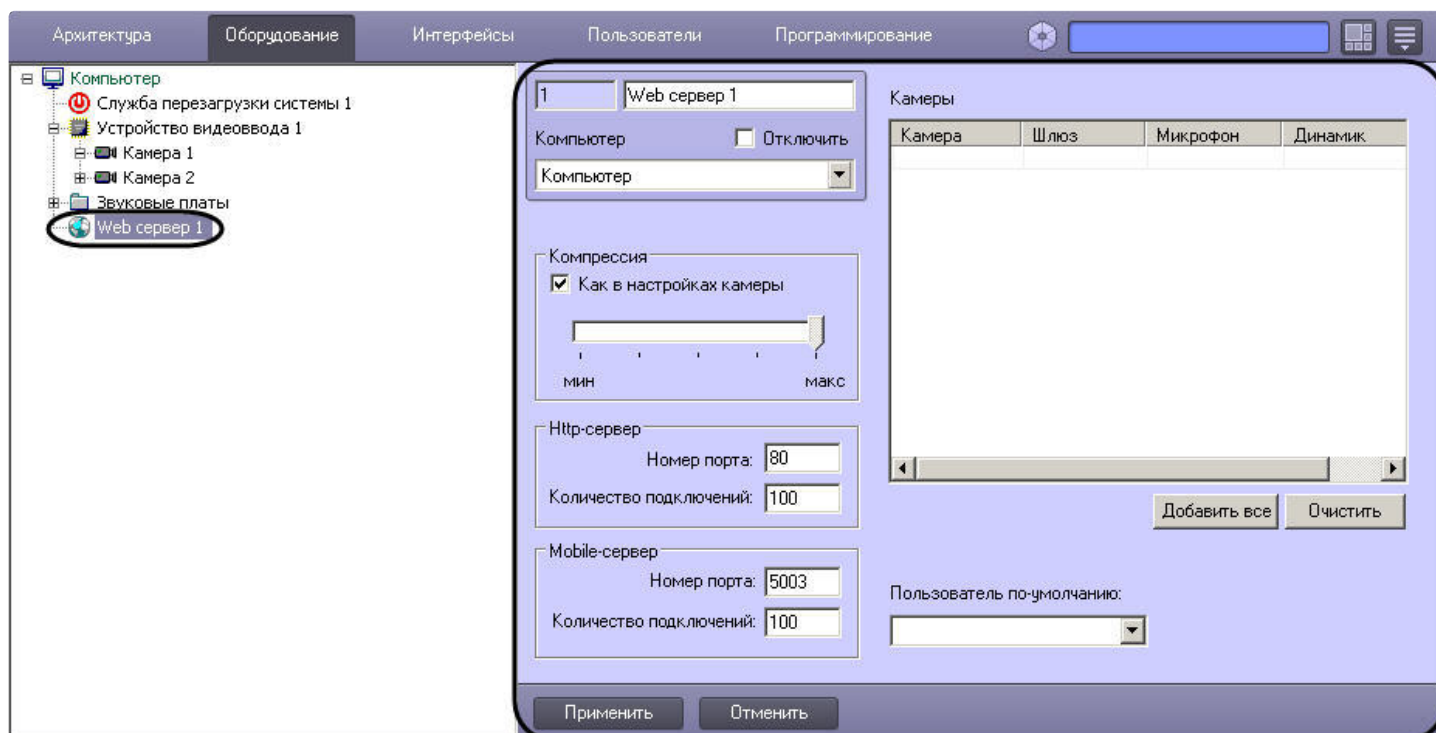 Архитектура Оборудование Интерфейсы Пользователи Программирование
Компьютер
Служба перезагрузки системы 1
Устройство видеоввода 1
Камера 1
Камера 2
Звуковые платы
Web сервер 1
1 Web сервер 1
Компьютер Отключить
Компьютер
Компрессия
Как в настройках камеры
мин макс
Http-сервер
Номер порта: 80
Количество подключений: 100
Mobile-сервер
Номер порта: 5003
Количество подключений: 100
Камеры
Камера Шлюз Микрофон Динамик
Добавить все Очистить
Пользователь по-умолчанию:
Применить Отменить